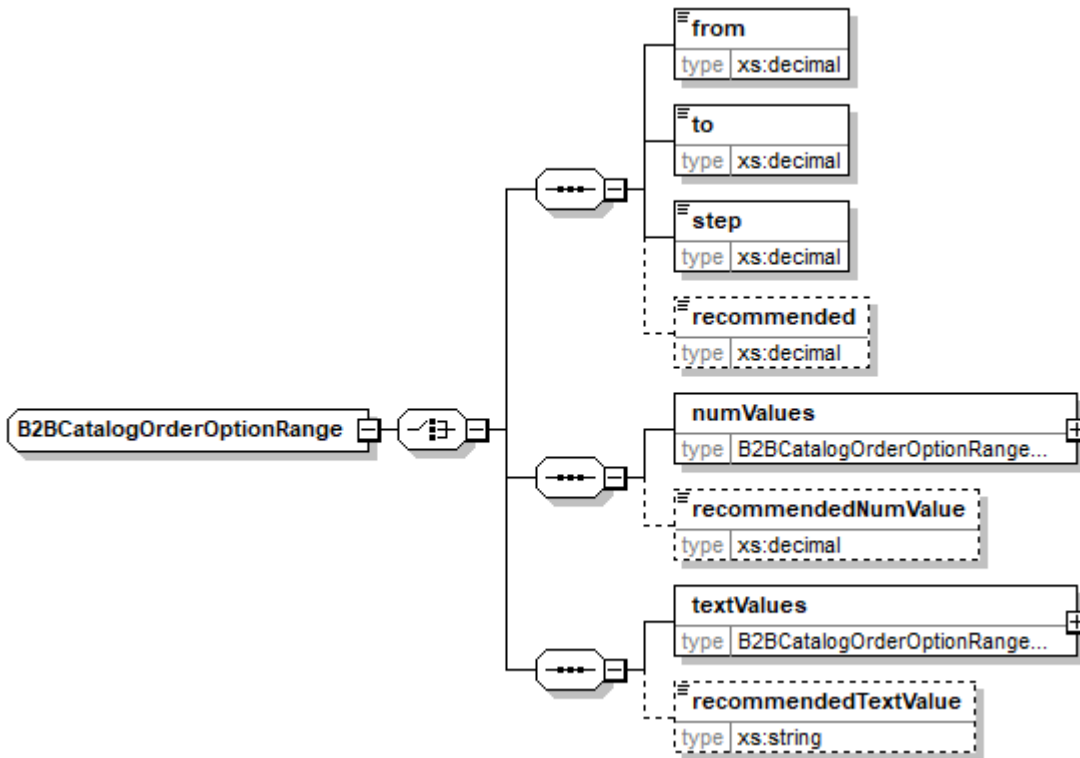 from
type xs:decimal
to
type xs:decimal
step
type xs:decimal
recommended
type xs:decimal
B2BCatalogOrderOptionRange
numValues
type B2BCatalogOrderOptionRange...
recommendedNumValue
type xs:decimal
textValues
type B2BCatalogOrderOptionRange...
recommendedTextValue
type xs:string